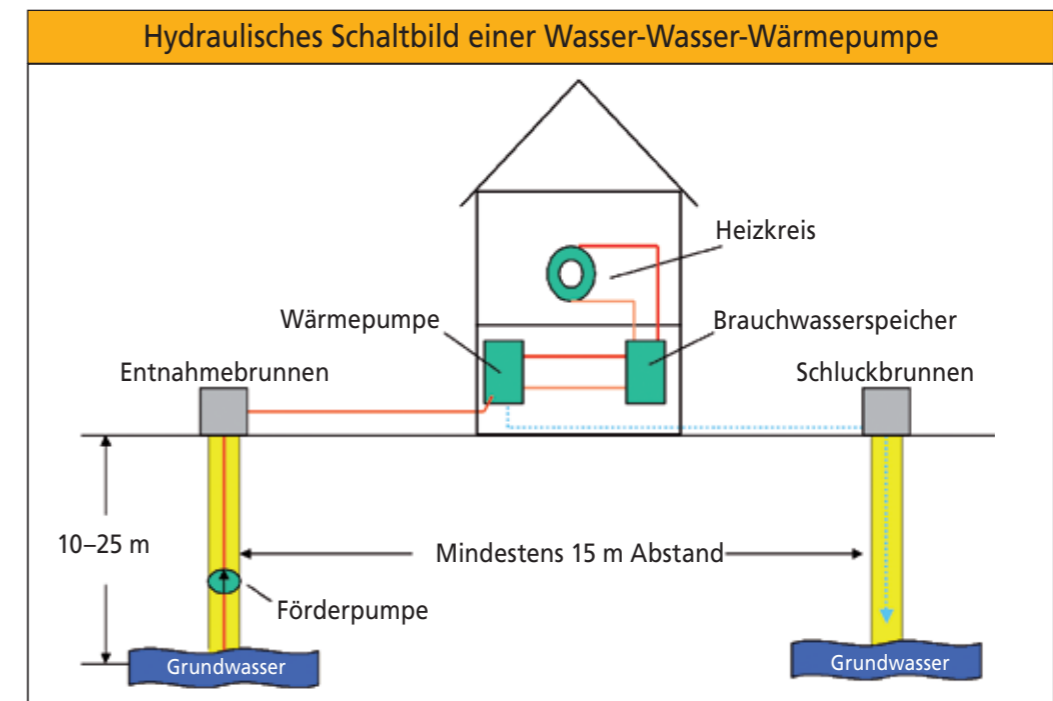 Hydraulisches Schaltbild einer Wasser-Wasser-Wärmepumpe
Heizkreis
Wärmepumpe
Brauchwasserspeicher
Entnahmebrunnen
Schluckbrunnen
10–25 m
Mindestens 15 m Abstand
Förderpumpe
Grundwasser
Grundwasser